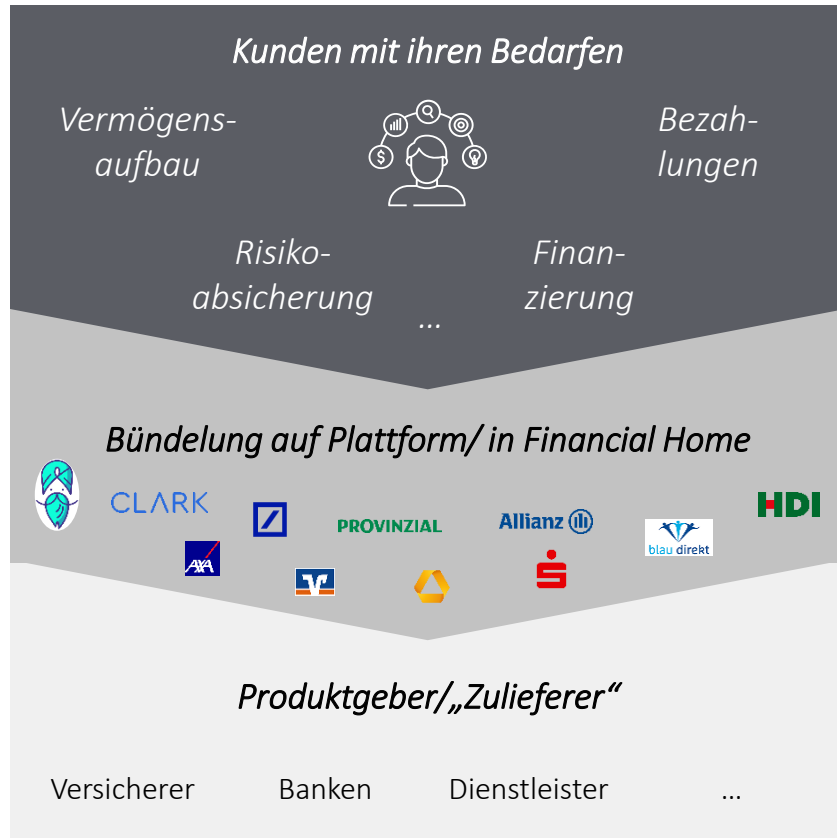 Kunden mit ihren Bedarfen
Vermögens-
aufbau
$
Bezah-
lungen
Risiko-
absicherung
Finan-
zierung
...
Bündelung auf Plattform/ in Financial Home
CLARK
PROVINZIAL
Allianz
blau direkt
HDI
AXA
Produktgeber/„Zulieferer“
Versicherer
Banken
Dienstleister
...